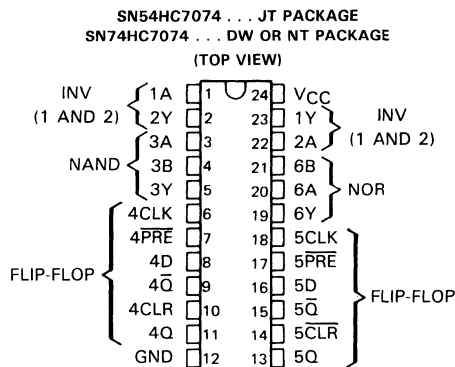 SN54HC7074 . . . JT PACKAGE
SN74HC7074 . . . DW OR NT PACKAGE
(TOP VIEW)
INV (1 AND 2) 1A 1 24 VCC
2Y 2 23 1Y INV (1 AND 2)
NAND 3A 3 22 2A
3B 4 21 6B NOR
3Y 5 20 6A
FLIP-FLOP 4CLK 6 19 6Y
4P̅R̅E̅ 7 18 5CLK FLIP-FLOP
4D 8 17 5P̅R̅E̅
4Q̅ 9 16 5D
4CLR 10 15 5Q̅
4Q 11 14 5C̅L̅R̅
GND 12 13 5Q